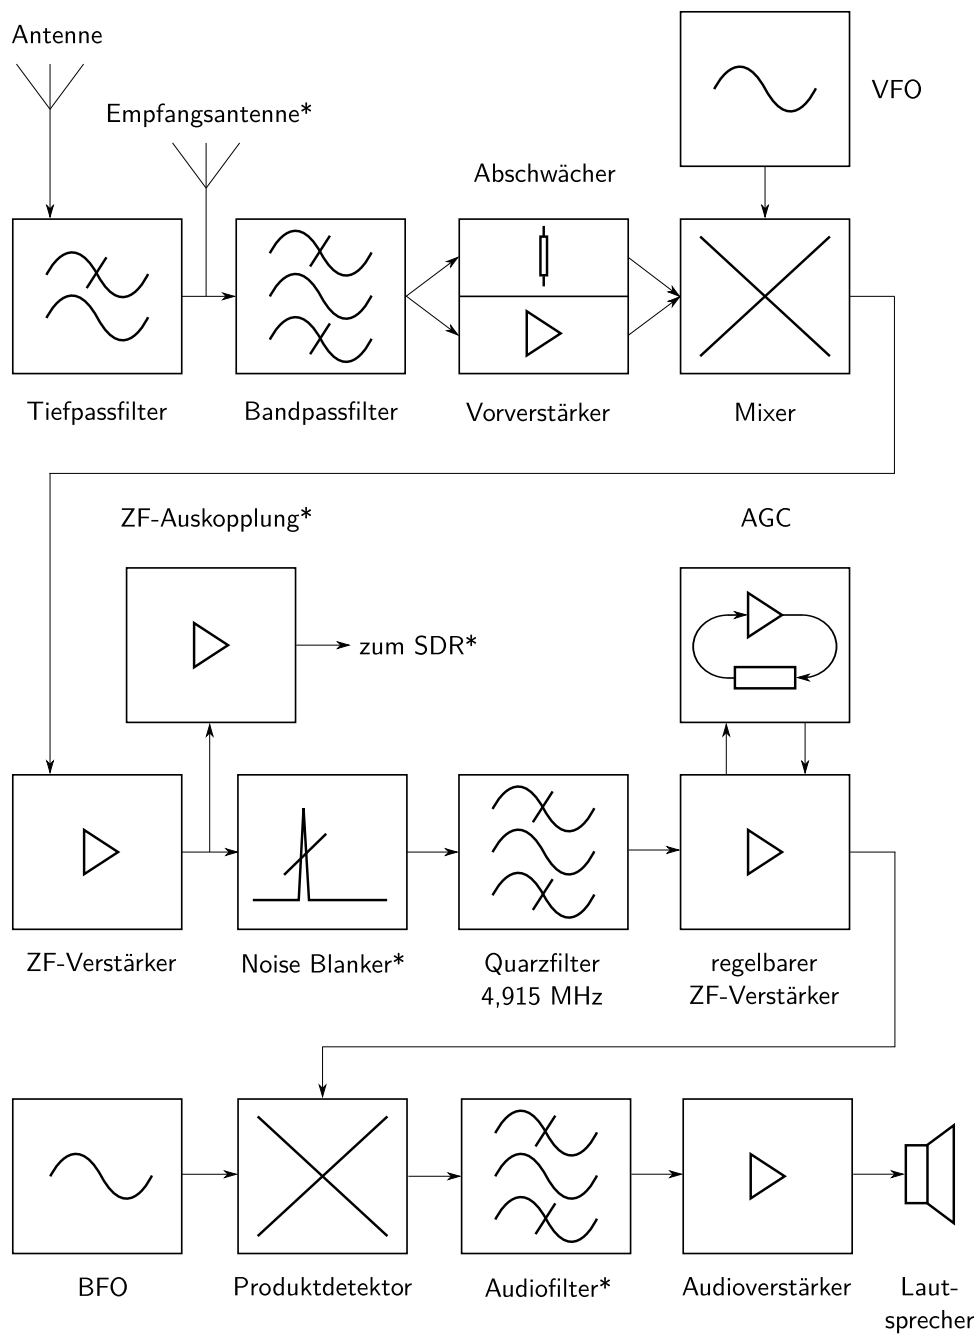 Antenne
Empfangsantenne*
VFO
Abschwächer
Tiefpassfilter
Bandpassfilter
Vorverstärker
Mixer
ZF-Auskopplung*
AGC
zum SDR*
ZF-Verstärker
Noise Blanker*
Quarzfilter
4,915 MHz
regelbarer
ZF-Verstärker
BFO
Produktdetektor
Audiofilter*
Audioverstärker
Laut-
sprecher